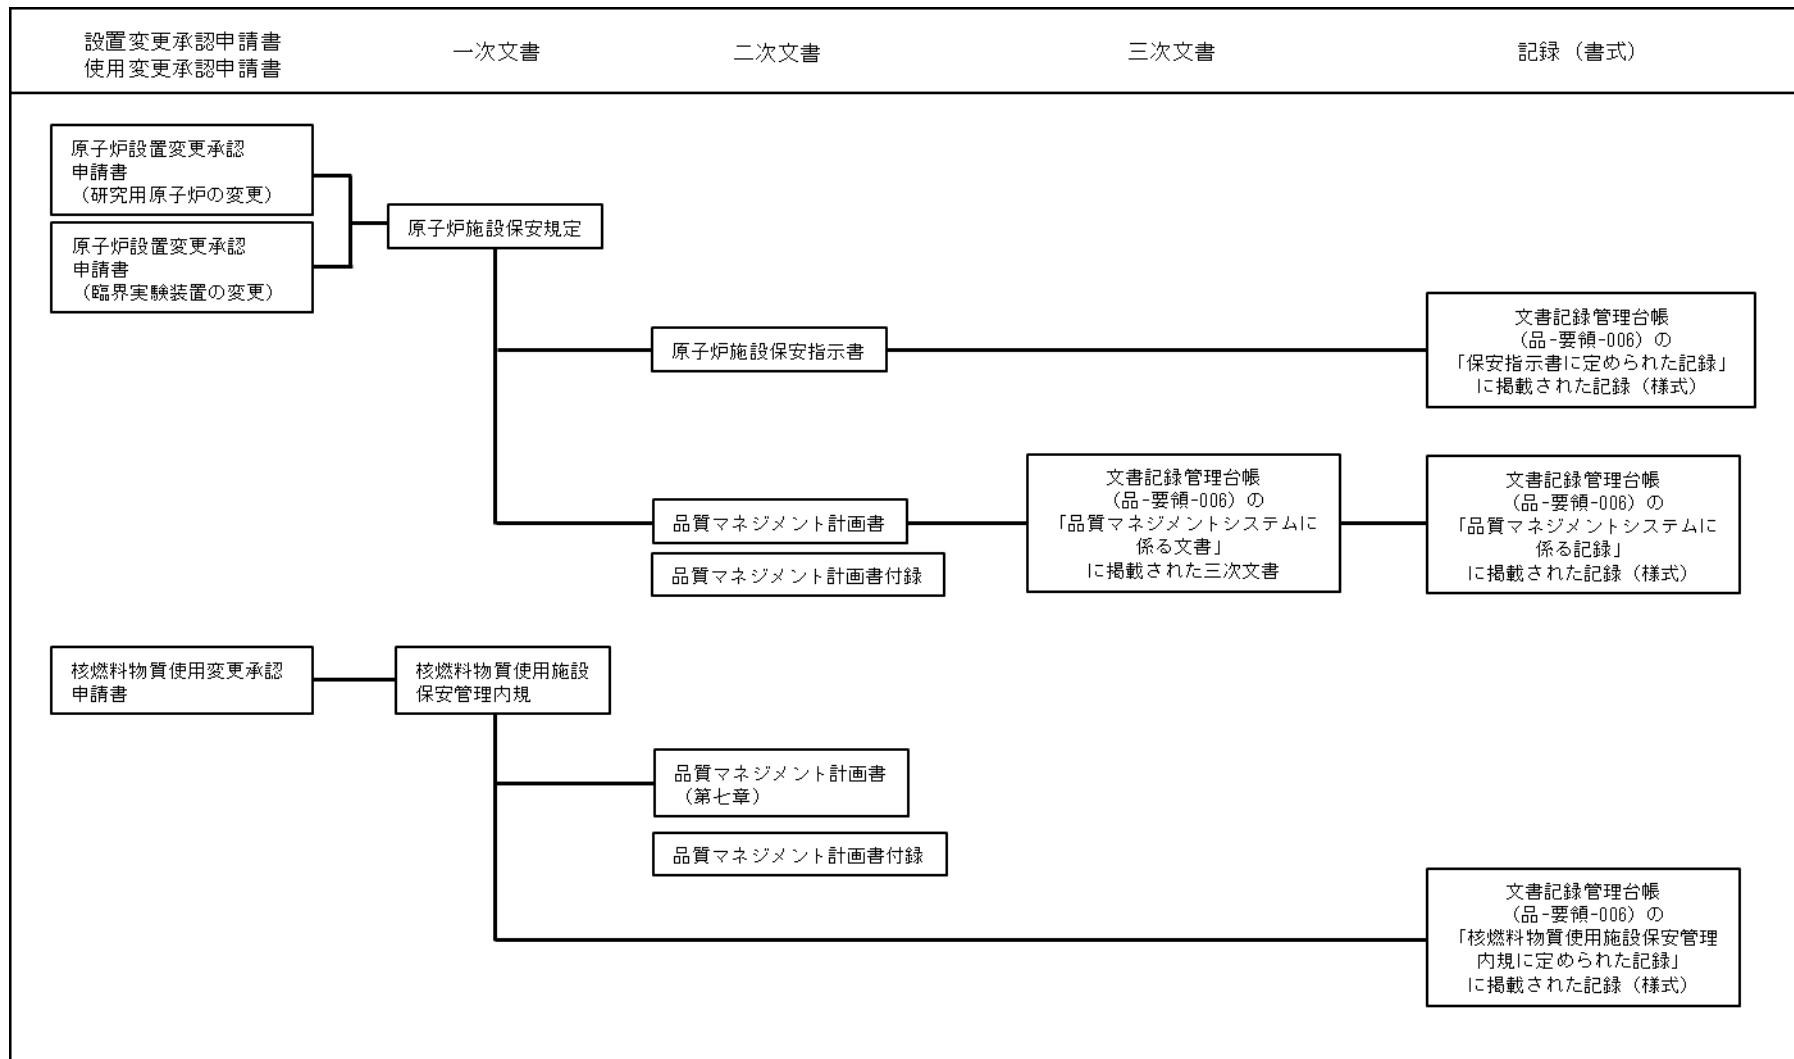 設置変更承認申請書
使用変更承認申請書
一次文書
二次文書
三次文書
記録（書式）
原子炉設置変更承認
申請書
（研究用原子炉の変更）
原子炉設置変更承認
申請書
（臨界実験装置の変更）
原子炉施設保安規定
原子炉施設保安指示書
文書記録管理台帳
（品-要領-006）の
「保安指示書に定められた記録」
に掲載された記録（様式）
品質マネジメント計画書
品質マネジメント計画書付録
文書記録管理台帳
（品-要領-006）の
「品質マネジメントシステムに
係る文書」
に掲載された三次文書
文書記録管理台帳
（品-要領-006）の
「品質マネジメントシステムに
係る記録」
に掲載された記録（様式）
核燃料物質使用変更承認
申請書
核燃料物質使用施設
保安管理内規
品質マネジメント計画書
（第七章）
品質マネジメント計画書付録
文書記録管理台帳
（品-要領-006）の
「核燃料物質使用施設保安管理
内規に定められた記録」
に掲載された記録（様式）